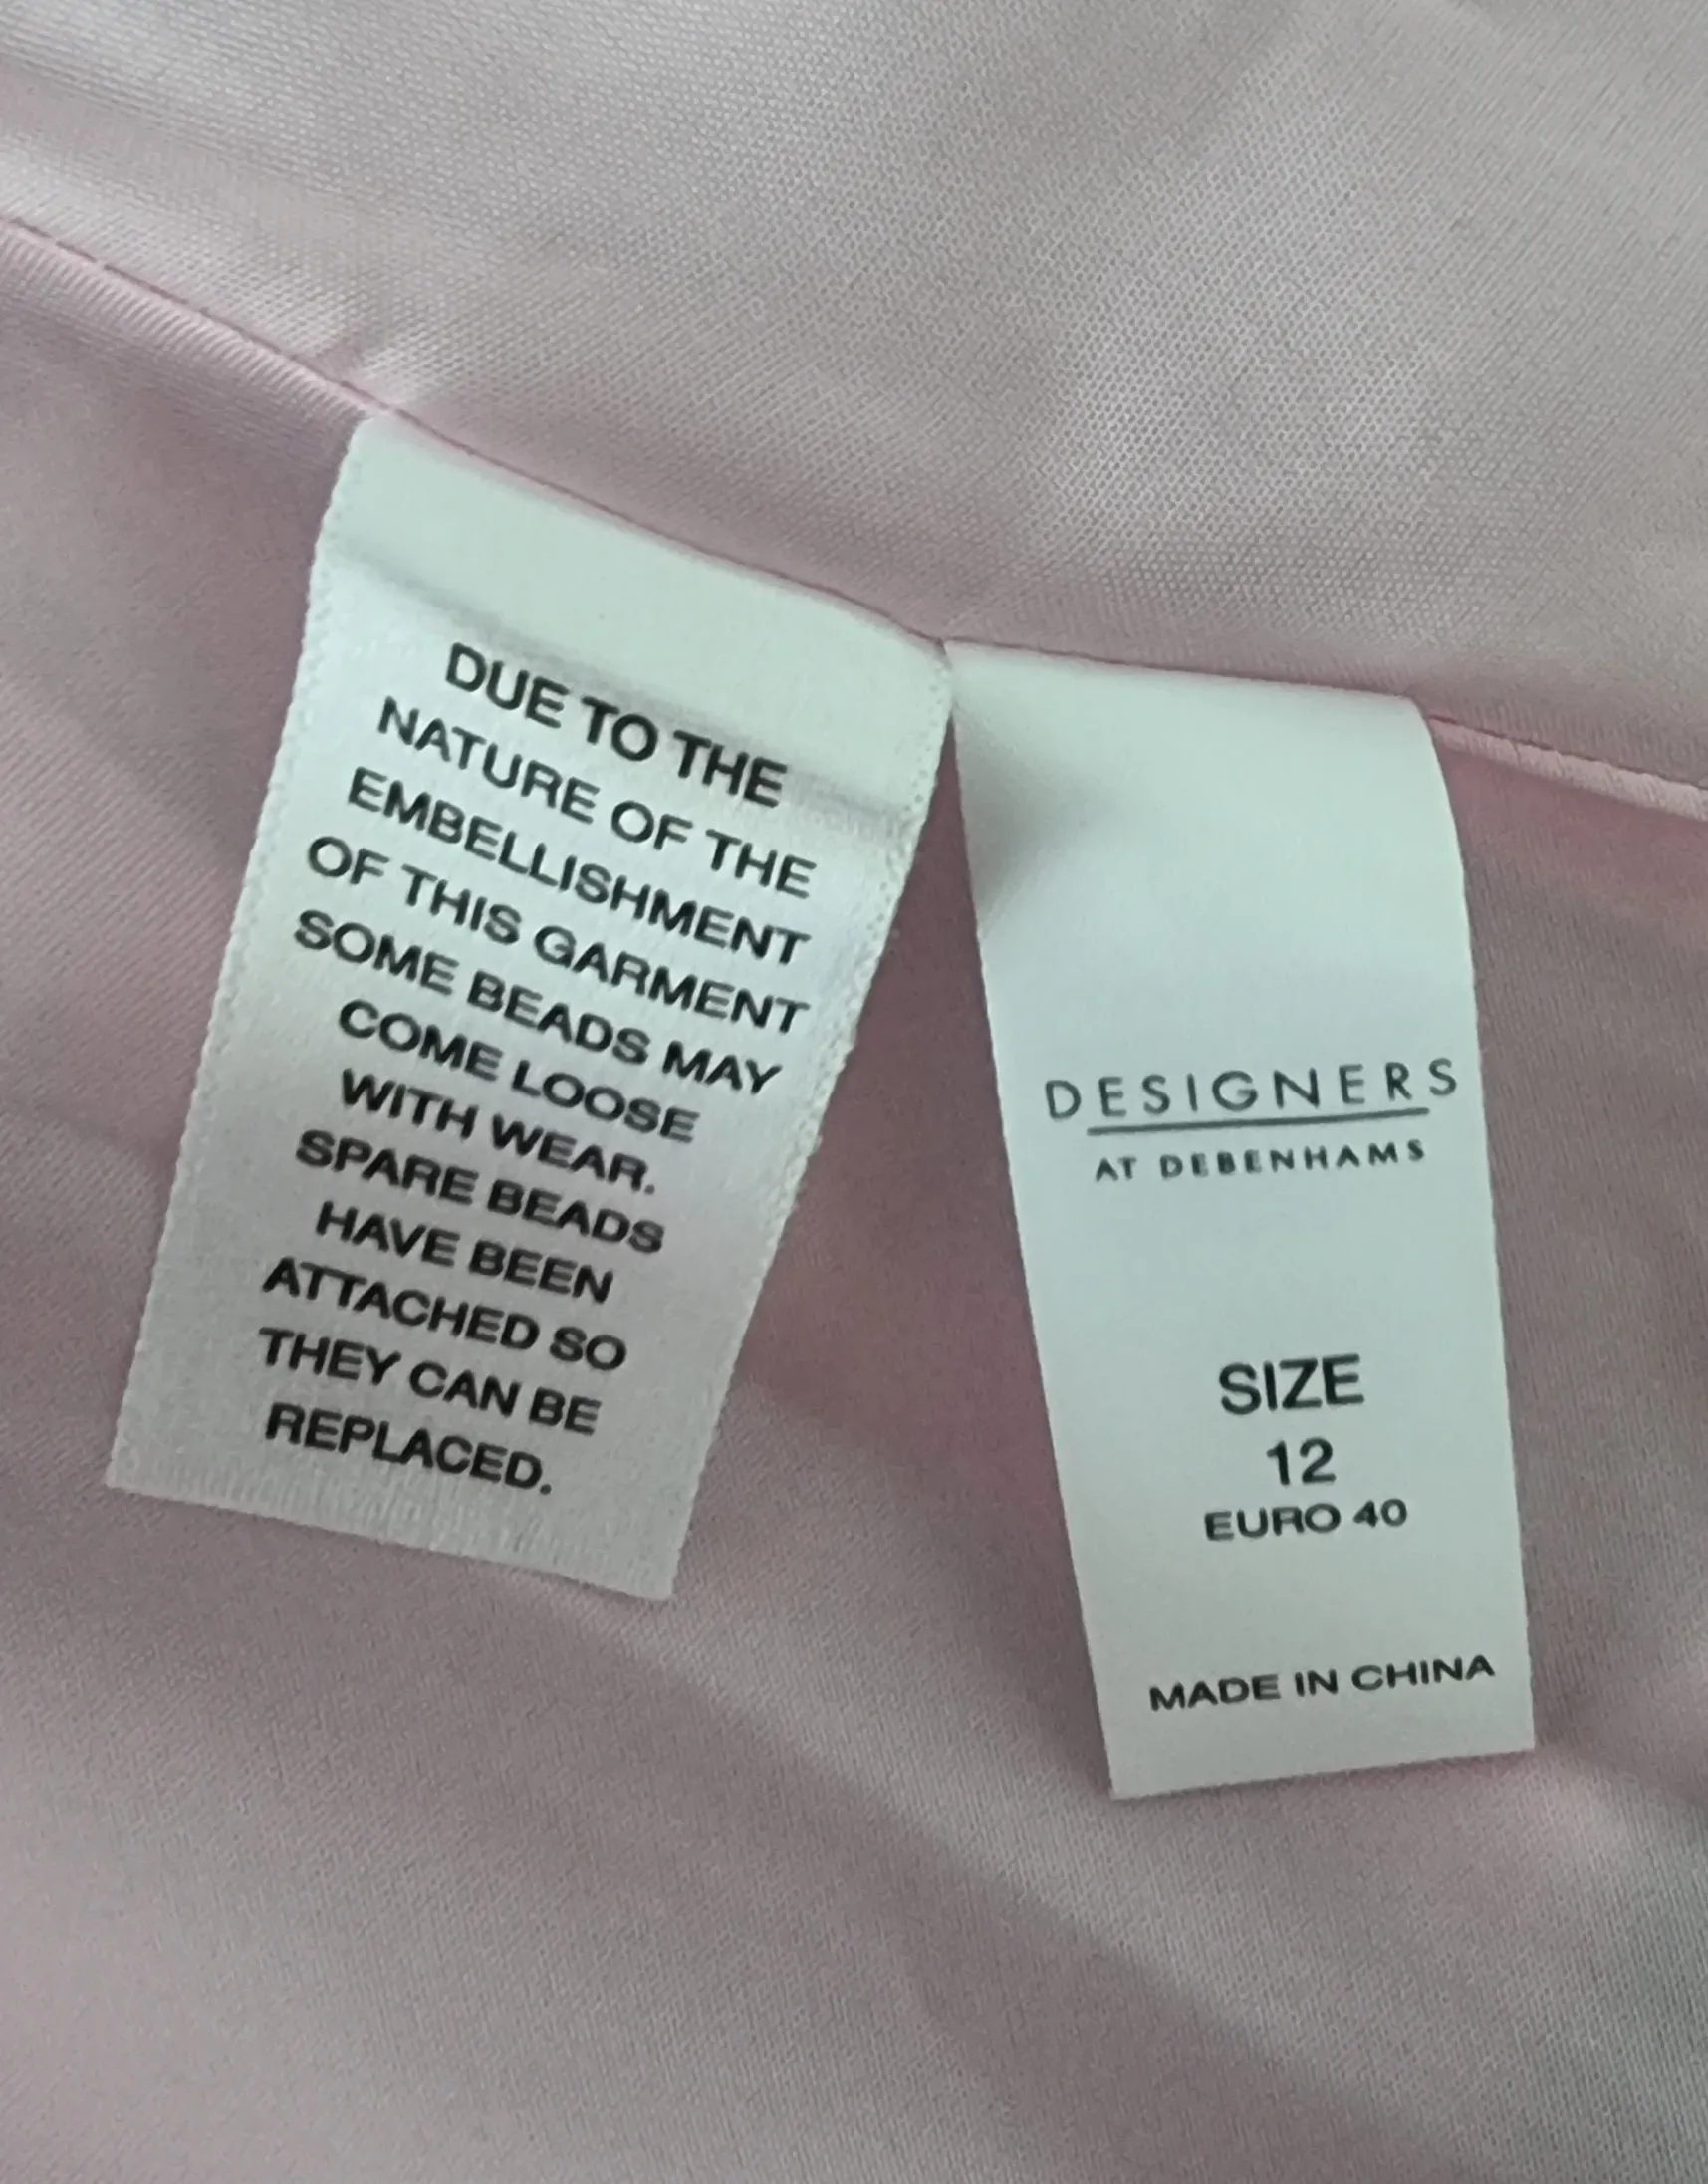 DUE TO THE
NATURE OF THE
EMBELLISHMENT
OF THIS GARMENT
SOME BEADS MAY
COME LOOSE
WITH WEAR.
SPARE BEADS
HAVE BEEN
ATTACHED SO
THEY CAN BE
REPLACED.
DESIGNERS
AT DEBENHAMS
SIZE
12
EURO 40
MADE IN CHINA